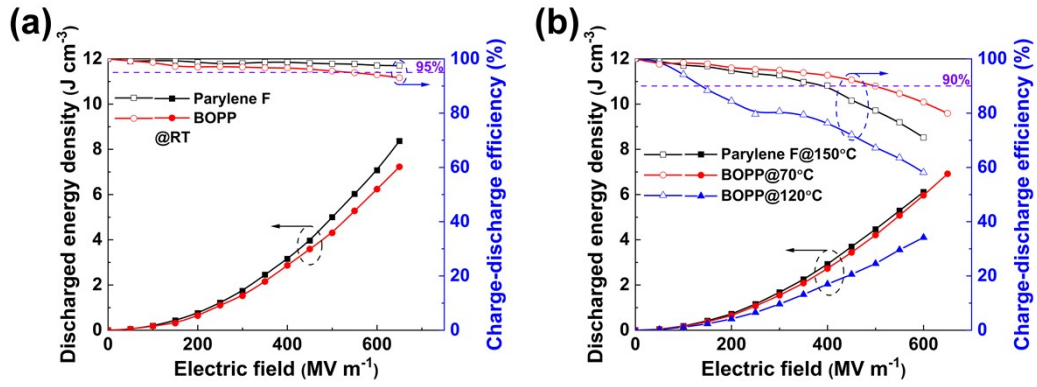 (a)
12
10
8
6
4
2
0
Discharged energy density (J cm⁻³)
0
200
400
600
Electric field (MV m⁻¹)
100
80
60
40
20
0
Charge-discharge efficiency (%)
95%
Parylene F
BOPP
@RT
(b)
12
10
8
6
4
2
0
Discharged energy density (J cm⁻³)
0
200
400
600
Electric field (MV m⁻¹)
100
80
60
40
20
0
Charge-discharge efficiency (%)
90%
Parylene F@150°C
BOPP@70°C
BOPP@120°C